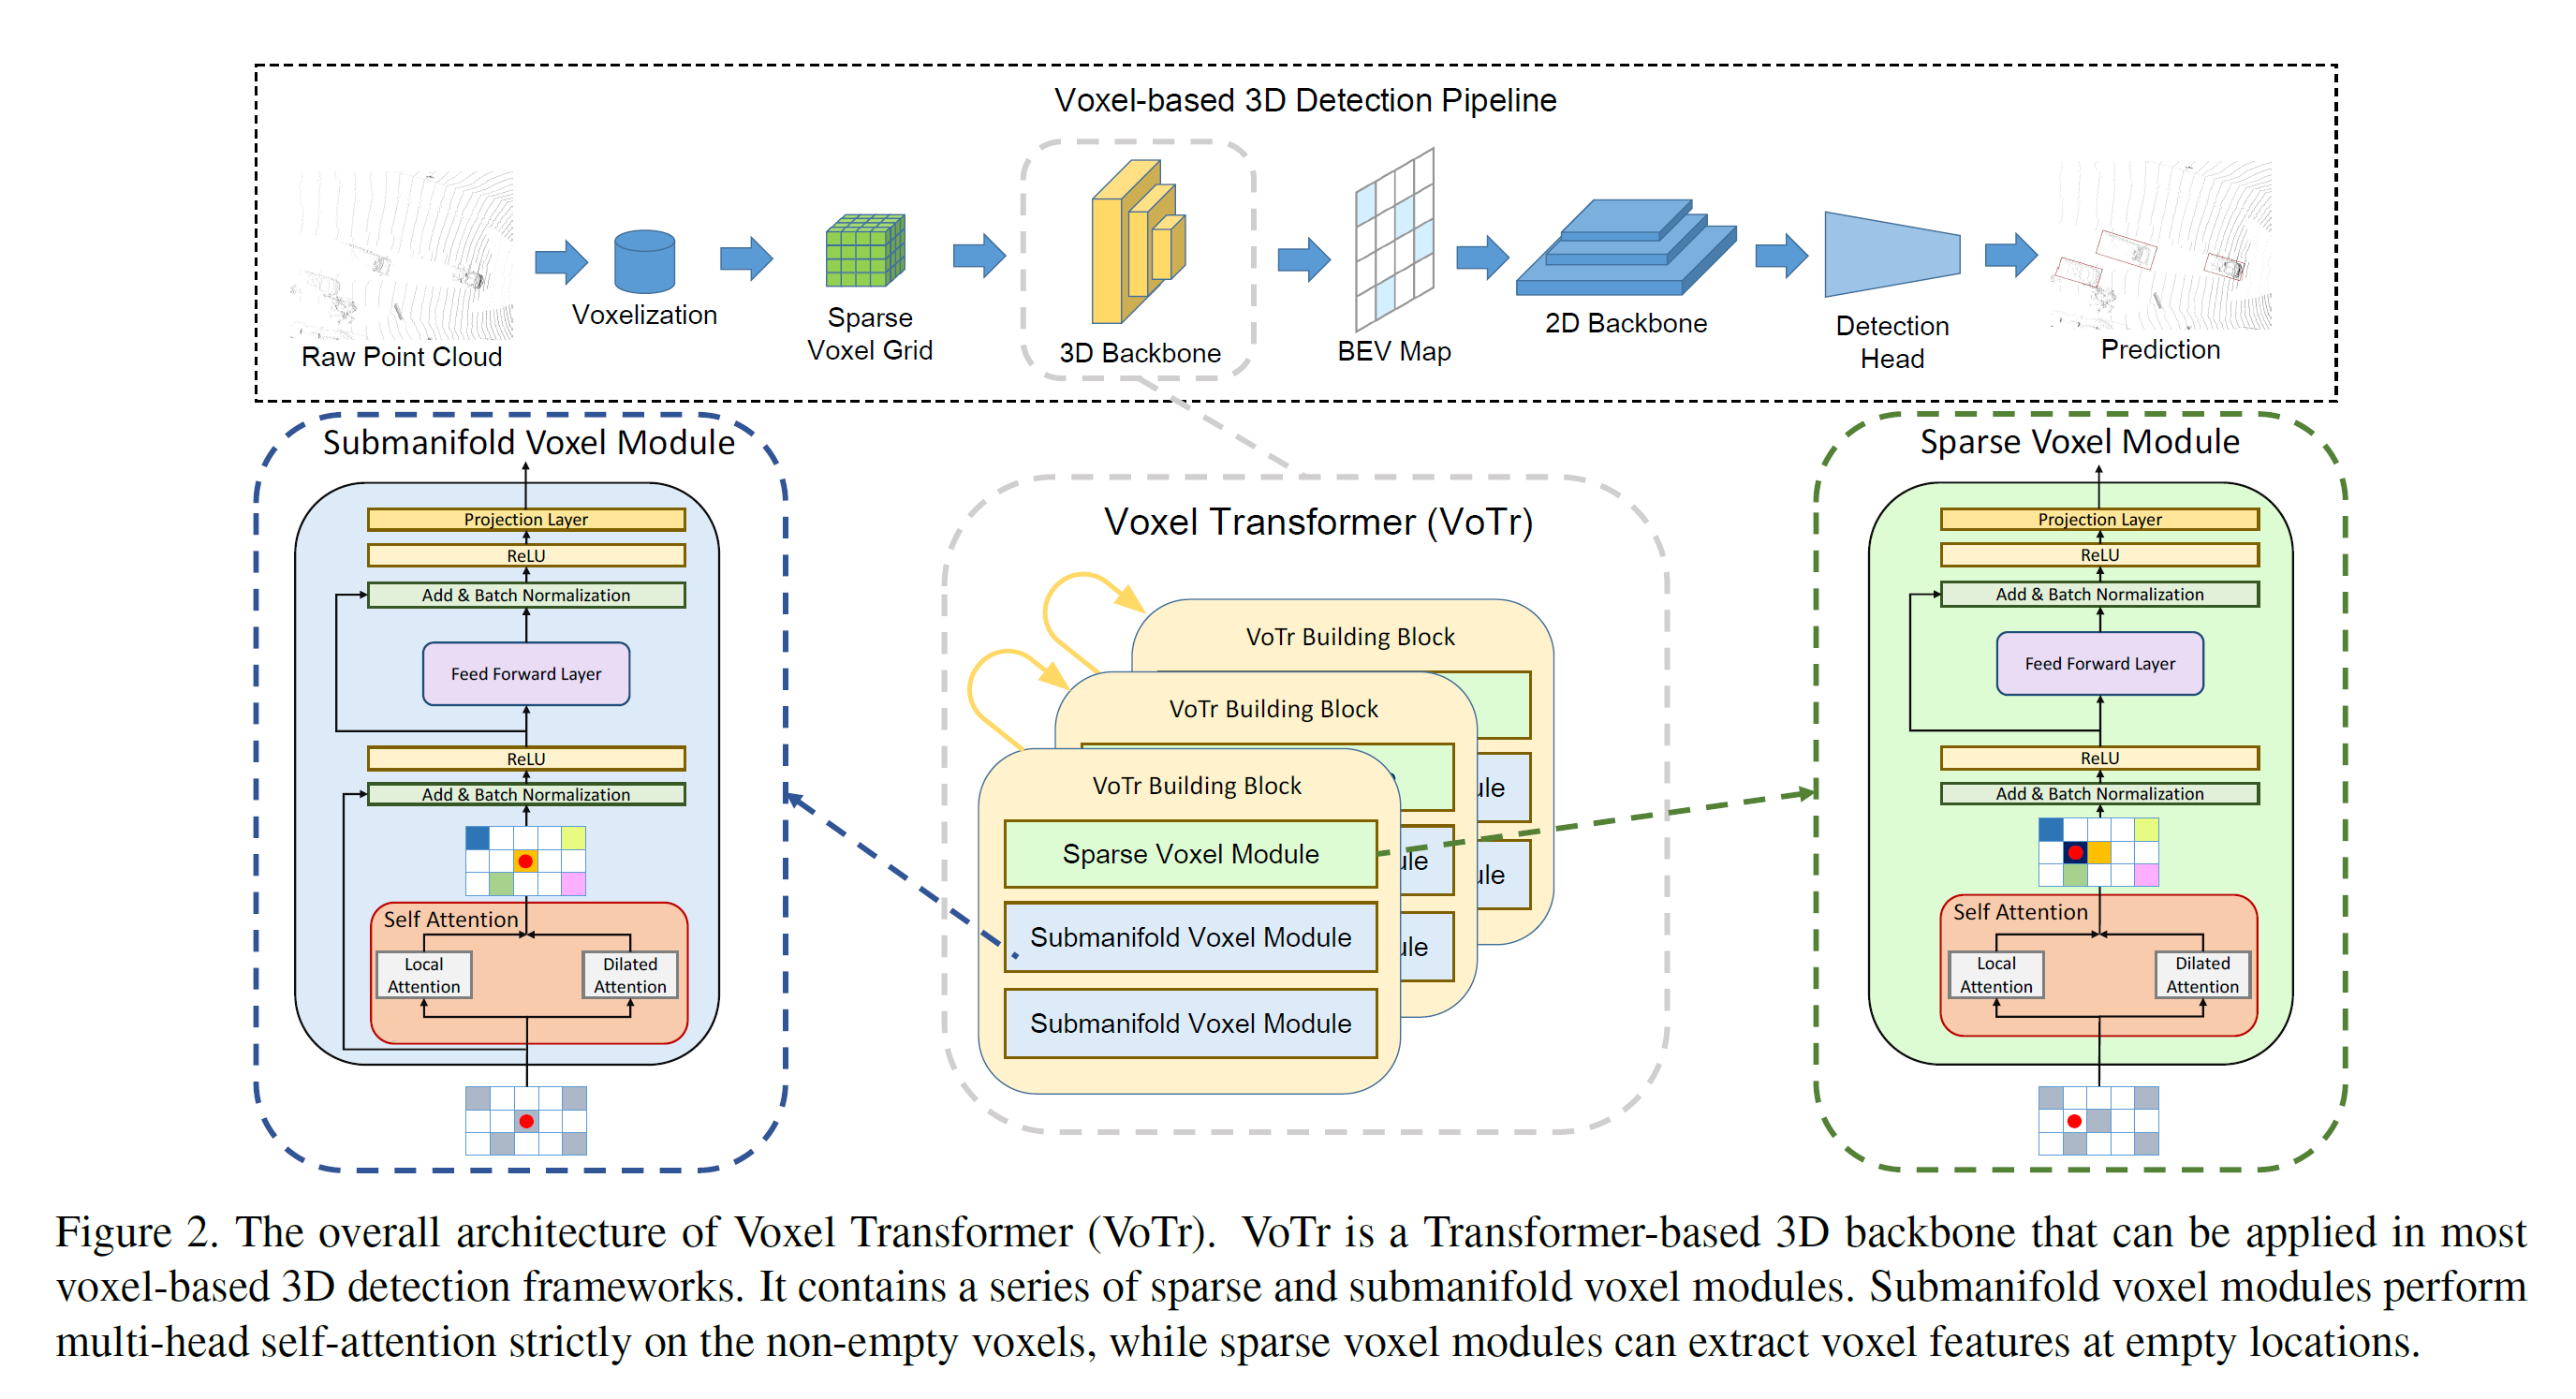 Voxel-based 3D Detection Pipeline
Raw Point Cloud
Voxelization
Sparse
Voxel Grid
3D Backbone
BEV Map
2D Backbone
Detection
Head
Prediction
Submanifold Voxel Module
Projection Layer
ReLU
Add & Batch Normalization
Feed Forward Layer
ReLU
Add & Batch Normalization
Self Attention
Local
Attention
Dilated
Attention
Voxel Transformer (VoTr)
VoTr Building Block
VoTr Building Block
ule
ule
VoTr Building Block
ule
ule
Sparse Voxel Module
Submanifold Voxel Module
Submanifold Voxel Module
Sparse Voxel Module
Projection Layer
ReLU
Add & Batch Normalization
Feed Forward Layer
ReLU
Add & Batch Normalization
Self Attention
Local
Attention
Dilated
Attention
Figure 2. The overall architecture of Voxel Transformer (VoTr). VoTr is a Transformer-based 3D backbone that can be applied in most
voxel-based 3D detection frameworks. It contains a series of sparse and submanifold voxel modules. Submanifold voxel modules perform
multi-head self-attention strictly on the non-empty voxels, while sparse voxel modules can extract voxel features at empty locations.